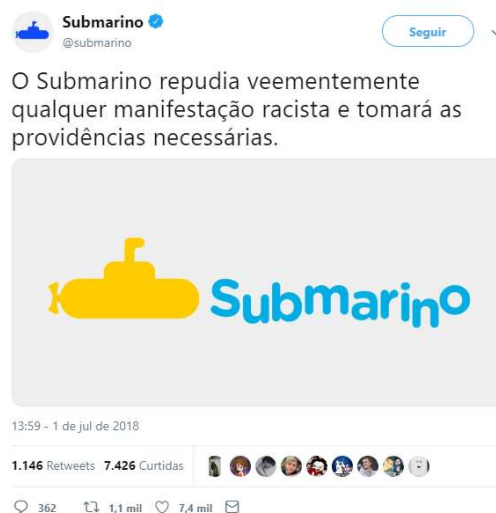 Submarino
@submarino
Seguir
O Submarino repudia veementemente
qualquer manifestação racista e tomará as
providências necessárias.
Submarino
13:59 - 1 de jul de 2018
1.146 Retweets 7.426 Curtidas
362 1,1 mil 7,4 mil